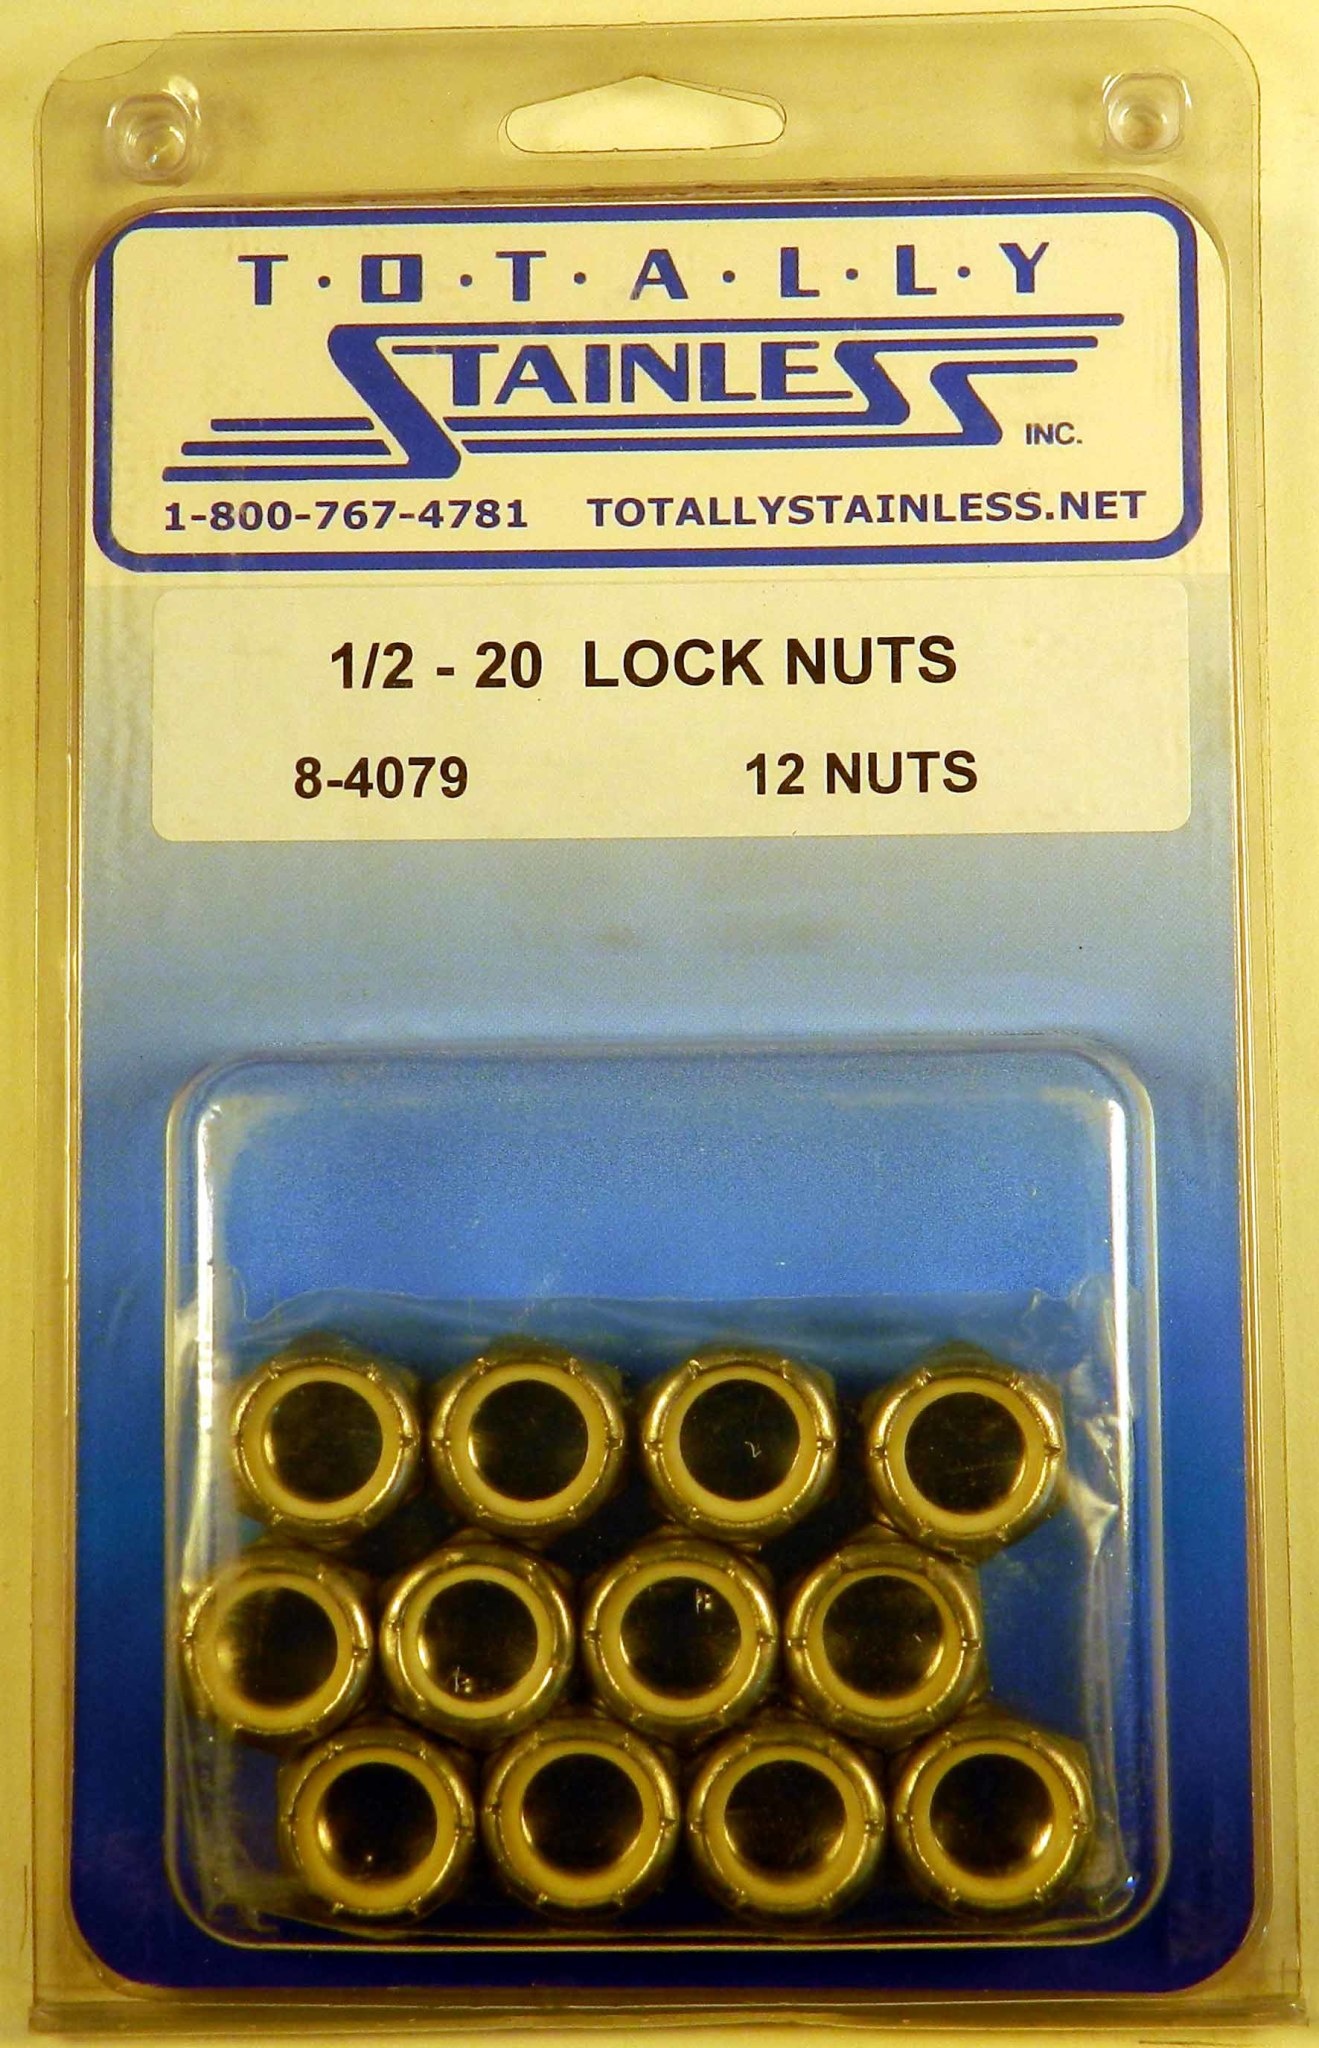 T·O·T·A·L·L·Y
STAINLESS
INC.
1-800-767-4781 TOTALLYSTAINLESS.NET
1/2 - 20 LOCK NUTS
8-4079 12 NUTS